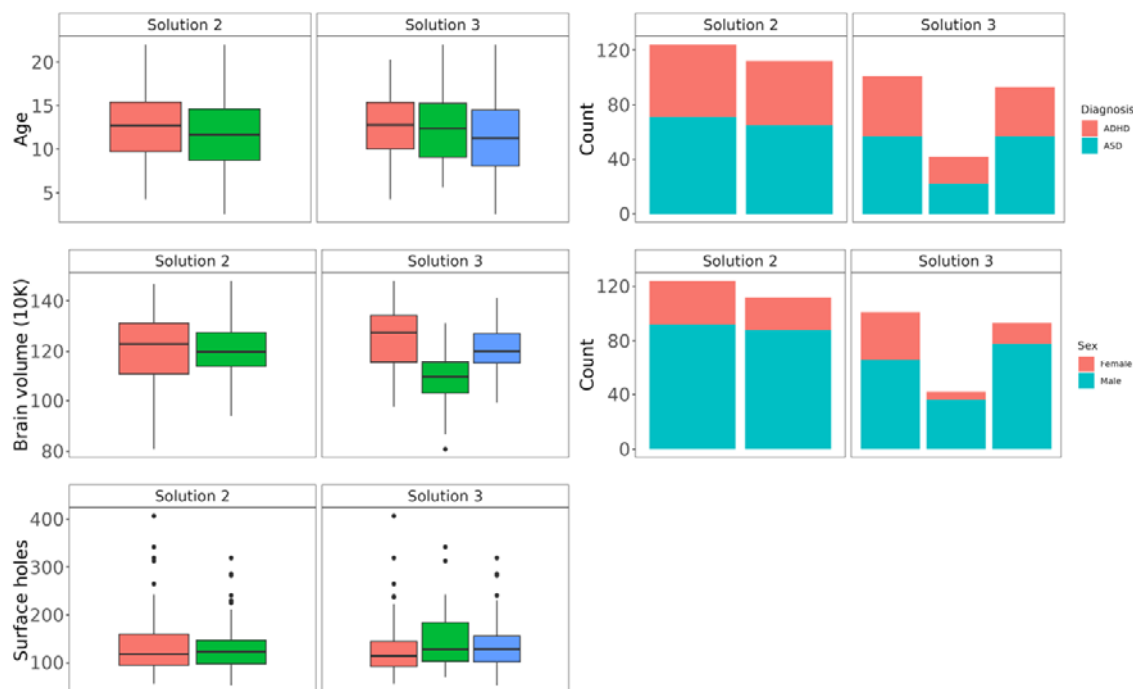 Solution 2
Solution 3
20
15
10
5
Age
Solution 2
Solution 3
120
80
40
0
Count
Diagnosis
ADHD
ASD
Solution 2
Solution 3
140
120
100
80
Brain volume (10K)
Solution 2
Solution 3
120
80
40
0
Count
Sex
Female
Male
Solution 2
Solution 3
400
300
200
100
Surface holes